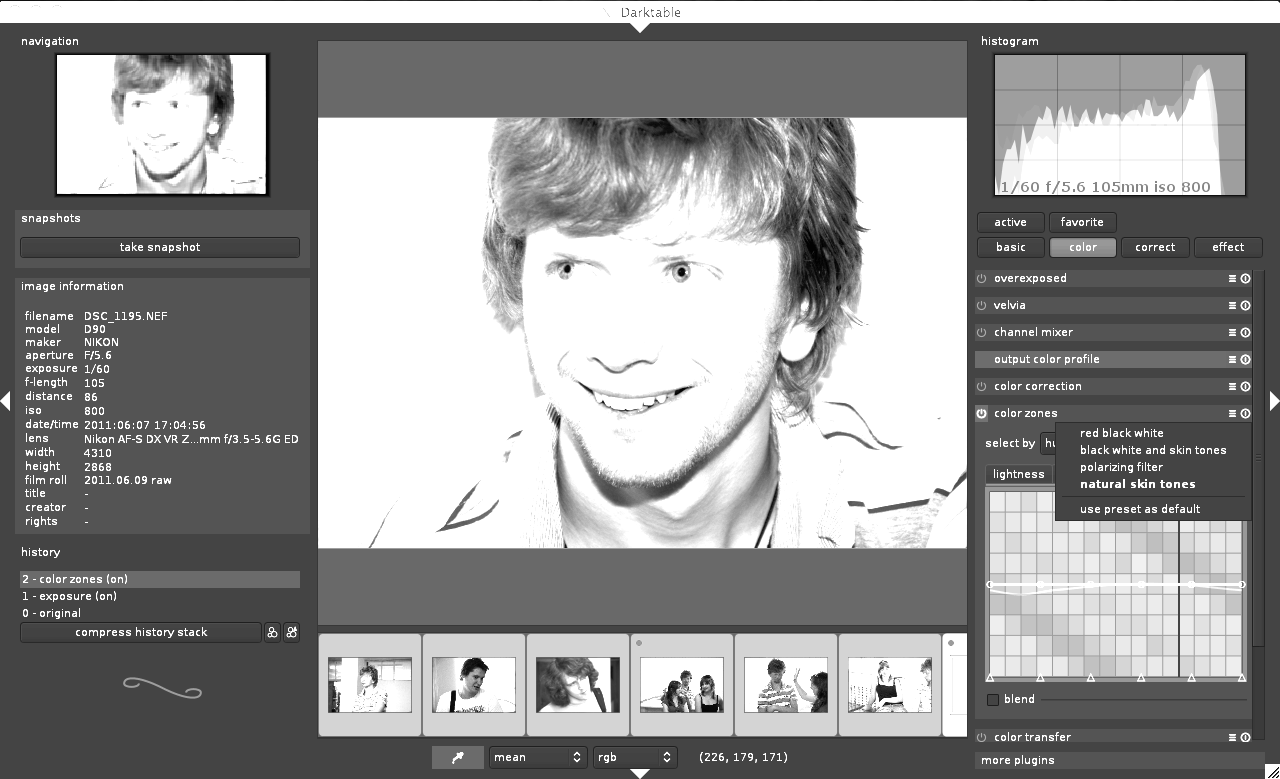 Darktable
navigation
snapshots
take snapshot
image information
filename DSC_1195.NEF
model D90
maker NIKON
aperture F/5.6
exposure 1/60
f-length 105
distance 86
iso 800
date/time 2011:06:07 17:04:56
lens Nikon AF-S DX VR Z...mm f/3.5-5.6G ED
width 4310
height 2868
film roll 2011.06.09 raw
title -
creator -
rights -
history
2 - color zones (on)
1 - exposure (on)
0 - original
compress history stack
mean
rgb
(226, 179, 171)
histogram
1/60 f/5.6 105mm iso 800
active favorite
basic color correct effect
overexposed
velvia
channel mixer
output color profile
color correction
color zones
select by hu
red black white
black white and skin tones
polarizing filter
natural skin tones
use preset as default
lightness
blend
color transfer
more plugins